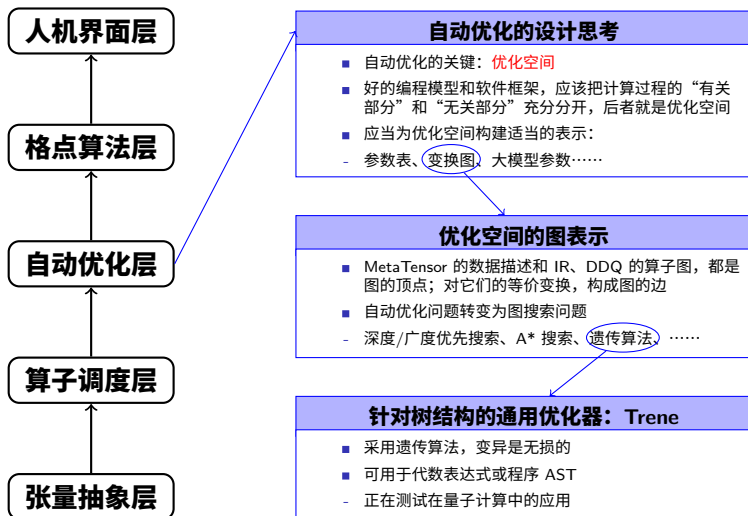 人机界面层
格点算法层
自动优化层
算子调度层
张量抽象层
自动优化的设计思考
自动优化的关键：优化空间
好的编程模型和软件框架，应该把计算过程的“有关
部分”和“无关部分”充分分开，后者就是优化空间
应当为优化空间构建适当的表示：
- 参数表、变换图、大模型参数……
优化空间的图表示
MetaTensor 的数据描述和 IR、DDQ 的算子图，都是
图的顶点；对它们的等价变换，构成图的边
自动优化问题转变为图搜索问题
- 深度/广度优先搜索、A* 搜索、遗传算法、……
针对树结构的通用优化器：Trene
采用遗传算法，变异是无损的
可用于代数表达式或程序 AST
- 正在测试在量子计算中的应用